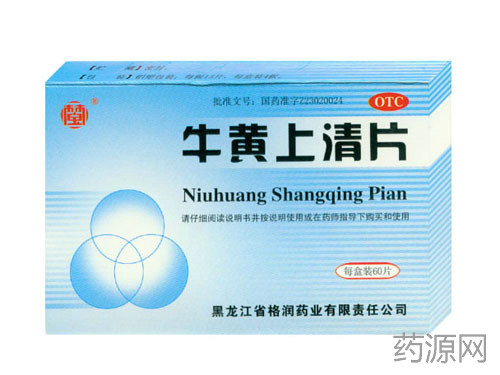 批准文号：国药准字Z23020024
OTC
牛黄上清片
Niuhuang Shangqing Pian
请仔细阅读说明书并按说明使用或在药师指导下购买和使用
每盒装60片
黑龙江省格润药业有限责任公司
药源网